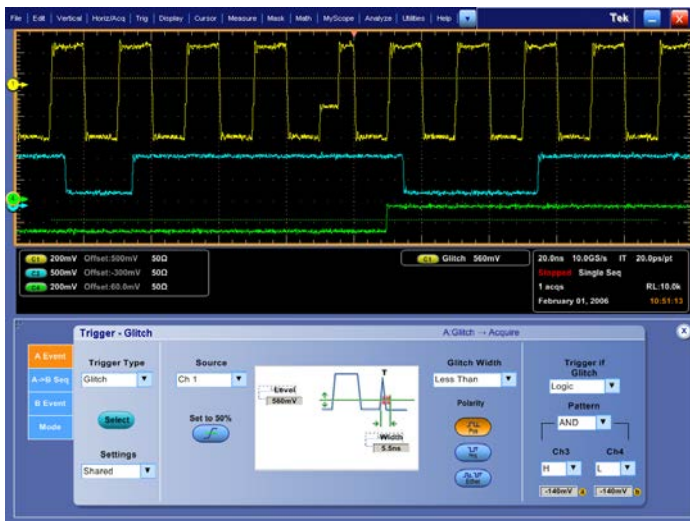 File | Edit | Vertical | Horiz/Acq | Trig | Display | Cursor | Measure | Mask | Math | MyScope | Analyze | Utilities | Help
Tek
X
1
C1 200mV Offset:500mV 50Ω
C3 500mV Offset:-300mV 50Ω
C4 200mV Offset:60.0mV 50Ω
C1 Glitch 560mV
20.0ns 10.0GS/s IT 20.0ps/pt
Stopped Single Seq
1 acqs RL:10.0k
February 01, 2006 10:51:13
Trigger - Glitch
A:Glitch → Acquire
X
A Event
A->B Seq
B Event
Mode
Trigger Type
Glitch
Select
Settings
Shared
Source
Ch 1
Set to 50%
Level
560mV
T
Width
5.5ns
Glitch Width
Less Than
Polarity
Pos
Neg
Either
Trigger if
Glitch
Logic
Pattern
AND
Ch3 Ch4
H L
-140mV a -140mV b